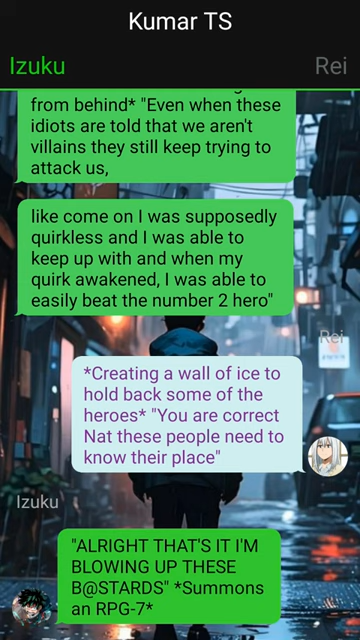 Kumar TS
Izuku
Rei
from behind* "Even when these
idiots are told that we aren't
villains they still keep trying to
attack us,
like come on I was supposedly
quirkless and I was able to
keep up with and when my
quirk awakened, I was able to
easily beat the number 2 hero"
Rei
*Creating a wall of ice to
hold back some of the
heroes* "You are correct
Nat these people need to
know their place"
Izuku
"ALRIGHT THAT'S IT I'M
BLOWING UP THESE
B@STARDS" *Summons
an RPG-7*